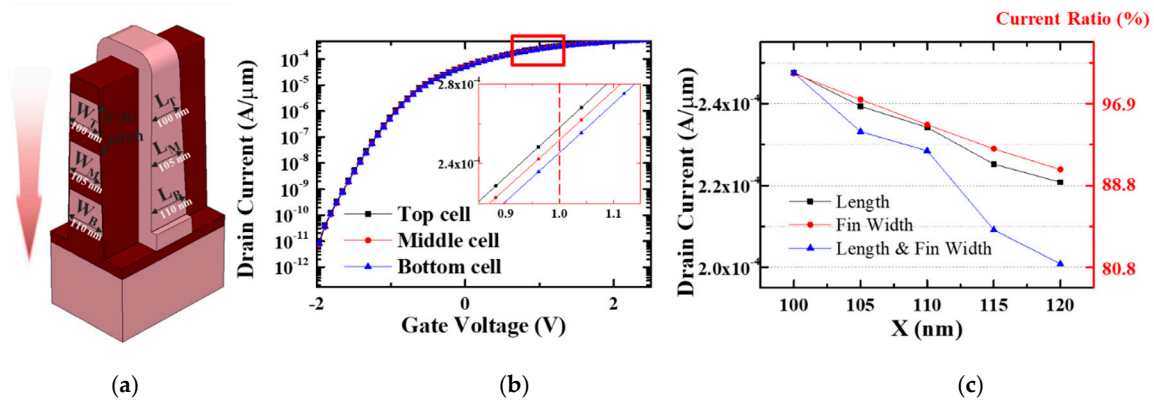 Current Ratio (%)
W_T
100 nm
W_M
105 nm
W_B
110 nm
L_T
100 nm
L_M
105 nm
L_B
110 nm
(a)
Drain Current (A/μm)
10⁻⁴
10⁻⁵
10⁻⁶
10⁻⁷
10⁻⁸
10⁻⁹
10⁻¹⁰
10⁻¹¹
10⁻¹²
2.8x10⁻⁴
2.4x10⁻⁴
0.9 1.0 1.1
Top cell
Middle cell
Bottom cell
-2 0 2
Gate Voltage (V)
(b)
Drain Current (A/μm)
2.4x10⁻⁴
2.2x10⁻⁴
2.0x10⁻⁴
96.9
88.8
80.8
Length
Fin Width
Length & Fin Width
100 105 110 115 120
X (nm)
(c)